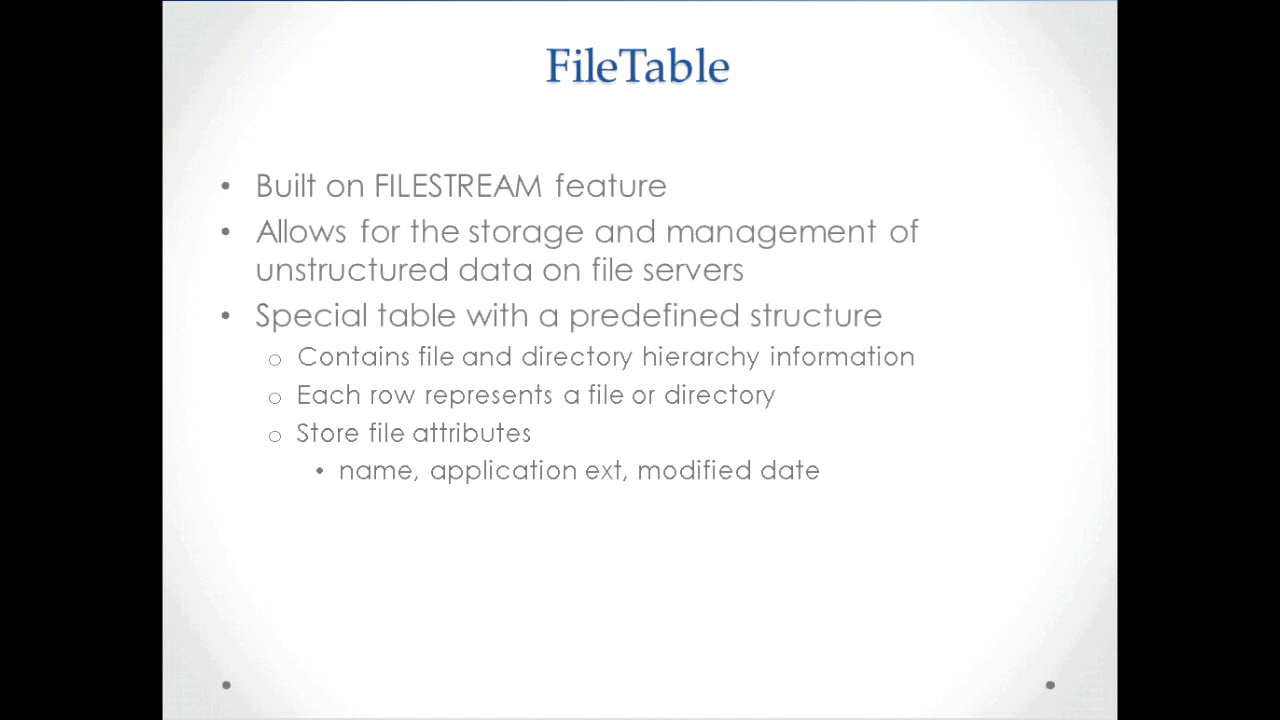 FileTable
• Built on FILESTREAM feature
• Allows for the storage and management of
unstructured data on file servers
• Special table with a predefined structure
o Contains file and directory hierarchy information
o Each row represents a file or directory
o Store file attributes
• name, application ext, modified date